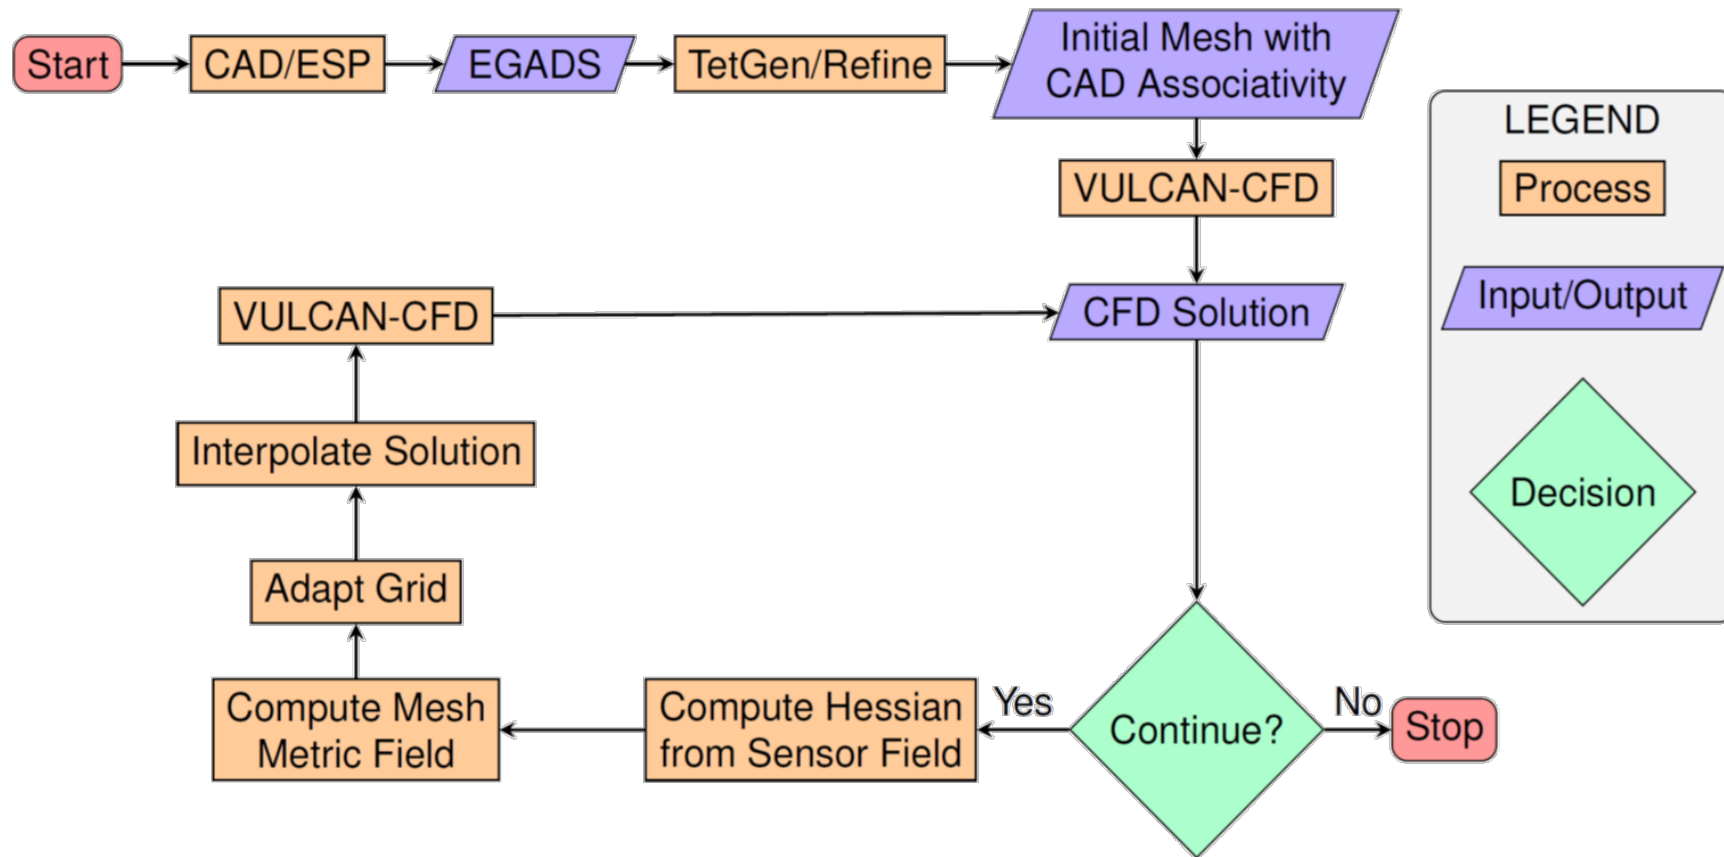 Start
CAD/ESP
EGADS
TetGen/Refine
Initial Mesh with
CAD Associativity
LEGEND
Process
Input/Output
Decision
VULCAN-CFD
CFD Solution
VULCAN-CFD
Interpolate Solution
Adapt Grid
Compute Mesh
Metric Field
Compute Hessian
from Sensor Field
Yes
Continue?
No
Stop